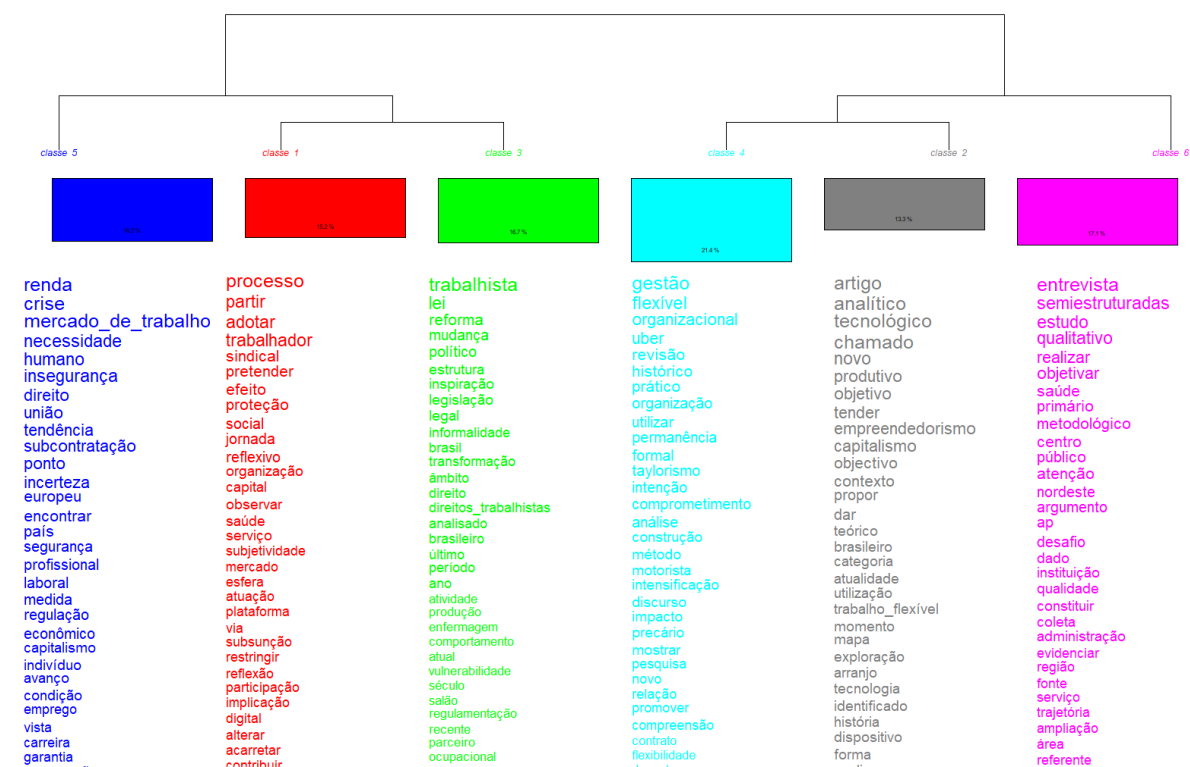 classe 5
classe 1
classe 3
classe 4
classe 2
classe 6
15.3 %
16.7 %
21.4 %
13.3 %
17.1 %
renda
crise
mercado_de_trabalho
necessidade
humano
insegurança
direito
união
tendência
subcontratação
ponto
incerteza
europeu
encontrar
país
segurança
profissional
laboral
medida
regulação
econômico
capitalismo
indivíduo
avanço
condição
emprego
vista
carreira
garantia
processo
partir
adotar
trabalhador
sindical
pretender
efeito
proteção
social
jornada
reflexivo
organização
capital
observar
saúde
serviço
subjetividade
mercado
esfera
atuação
plataforma
via
subsunção
restringir
reflexão
participação
implicação
digital
alterar
acarretar
contribuir
trabalhista
lei
reforma
mudança
político
estrutura
inspiração
legislação
legal
informalidade
brasil
transformação
âmbito
direito
direitos_trabalhistas
analisado
brasileiro
último
período
ano
atividade
produção
enfermagem
comportamento
atual
vulnerabilidade
século
salão
regulamentação
recente
parceiro
ocupacional
gestão
flexível
organizacional
uber
revisão
histórico
prático
organização
utilizar
permanência
formal
taylorismo
intenção
comprometimento
análise
construção
método
motorista
intensificação
discurso
impacto
precário
mostrar
pesquisa
novo
relação
promover
compreensão
contrato
flexibilidade
artigo
analítico
tecnológico
chamado
novo
produtivo
objetivo
tender
empreendedorismo
capitalismo
objectivo
contexto
propor
dar
teórico
brasileiro
categoria
atualidade
utilização
trabalho_flexível
momento
mapa
exploração
arranjo
tecnologia
identificado
história
dispositivo
forma
entrevista
semiestruturadas
estudo
qualitativo
realizar
objetivar
saúde
primário
metodológico
centro
público
atenção
nordeste
argumento
ap
desafio
dado
instituição
qualidade
constituir
coleta
administração
evidenciar
região
fonte
serviço
trajetória
ampliação
área
referente